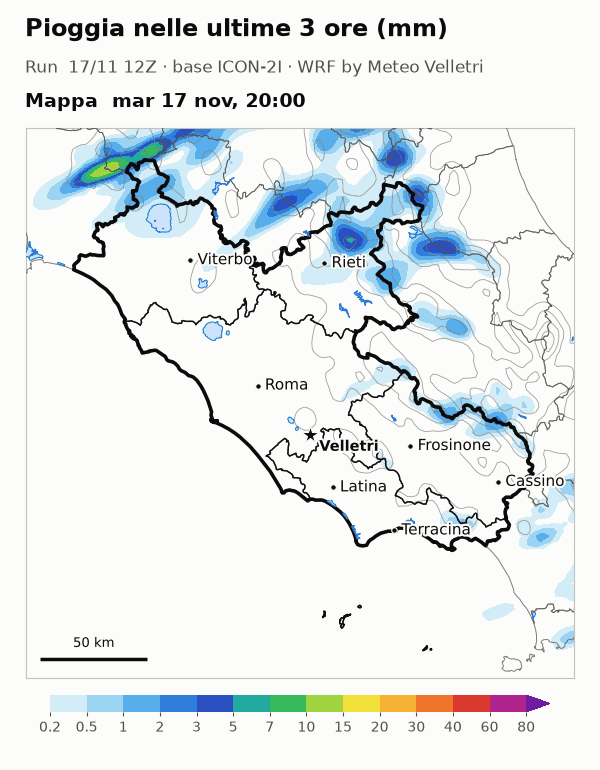 Pioggia nelle ultime 3 ore (mm)
Run 17/11 12Z · base ICON-2I · WRF by Meteo Velletri
Mappa mar 17 nov, 20:00
Viterbo
Rieti
Roma
Velletri
Frosinone
Latina
Cassino
Terracina
50 km
0.2 0.5 1 2 3 5 7 10 15 20 30 40 60 80